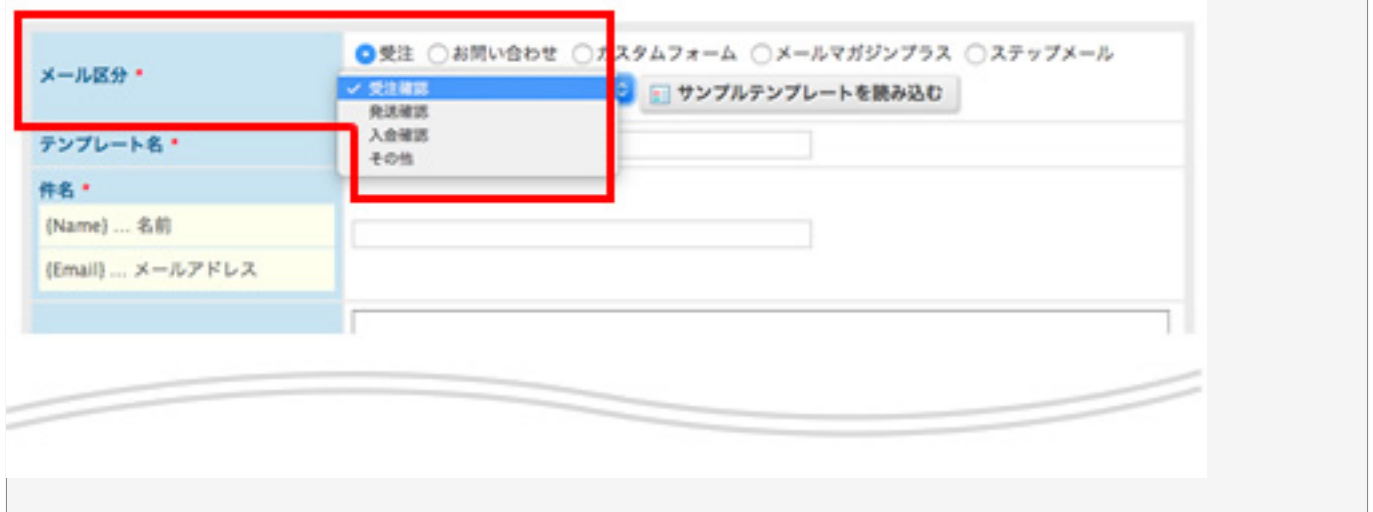 メール区分 *
受注 お問い合わせ カスタムフォーム メールマガジンプラス ステップメール
✓ 受注確認
サンプルテンプレートを読み込む
発送確認
入会確認
その他
テンプレート名 *
件名 *
{Name} ... 名前
{Email} ... メールアドレス